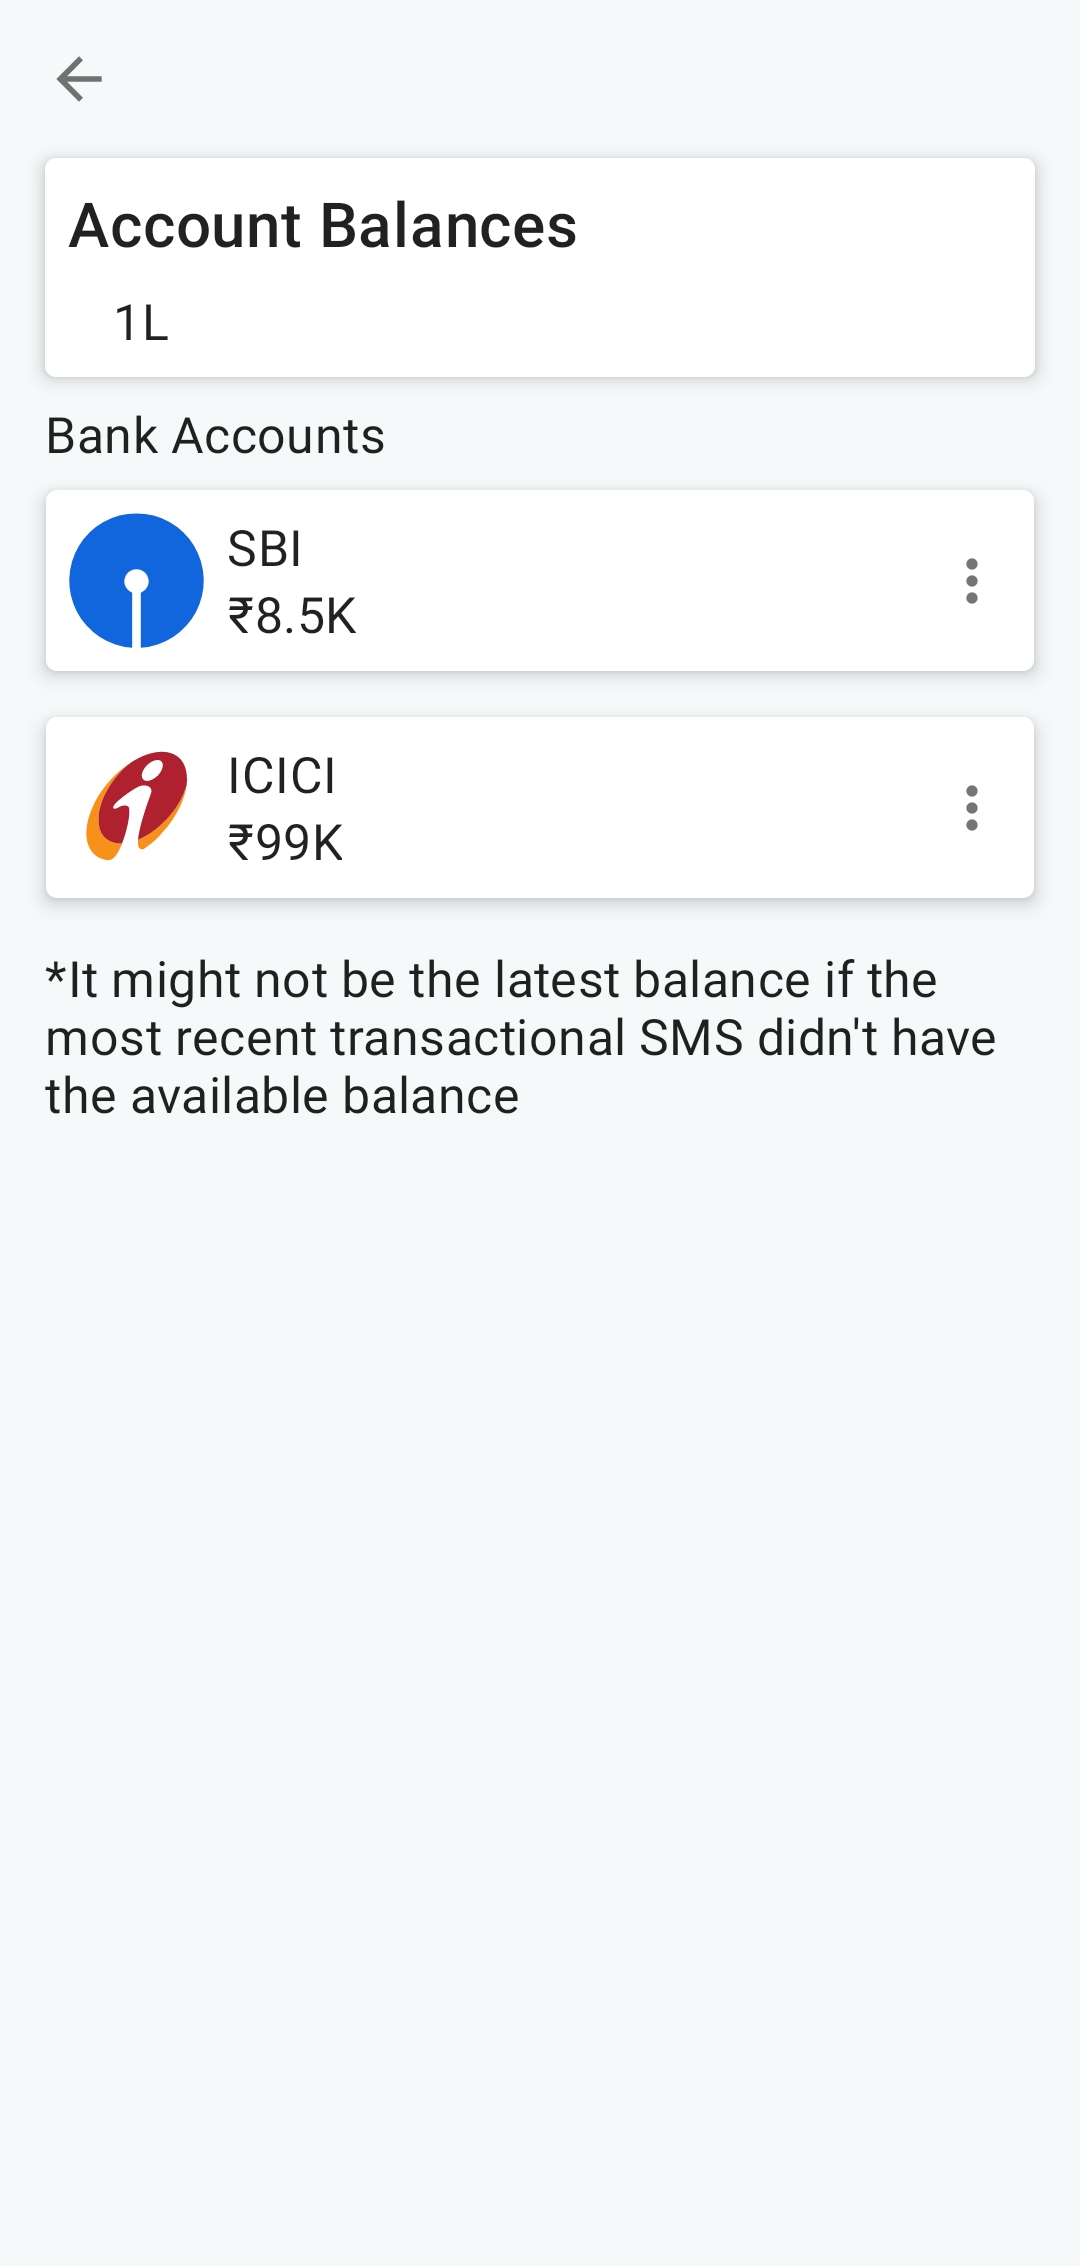 Account Balances
1L
Bank Accounts
SBI
₹8.5K
ICICI
₹99K
*It might not be the latest balance if the
most recent transactional SMS didn't have
the available balance